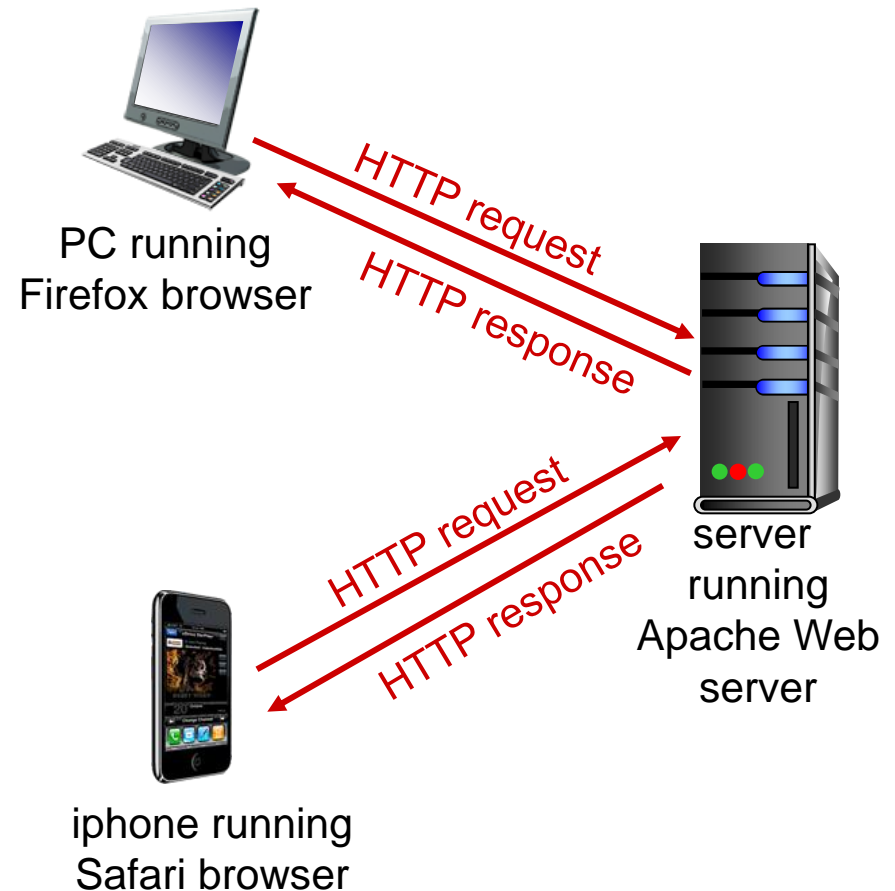 HTTP request
HTTP response
PC running
Firefox browser
HTTP request
HTTP response
server
running
Apache Web
server
iphone running
Safari browser